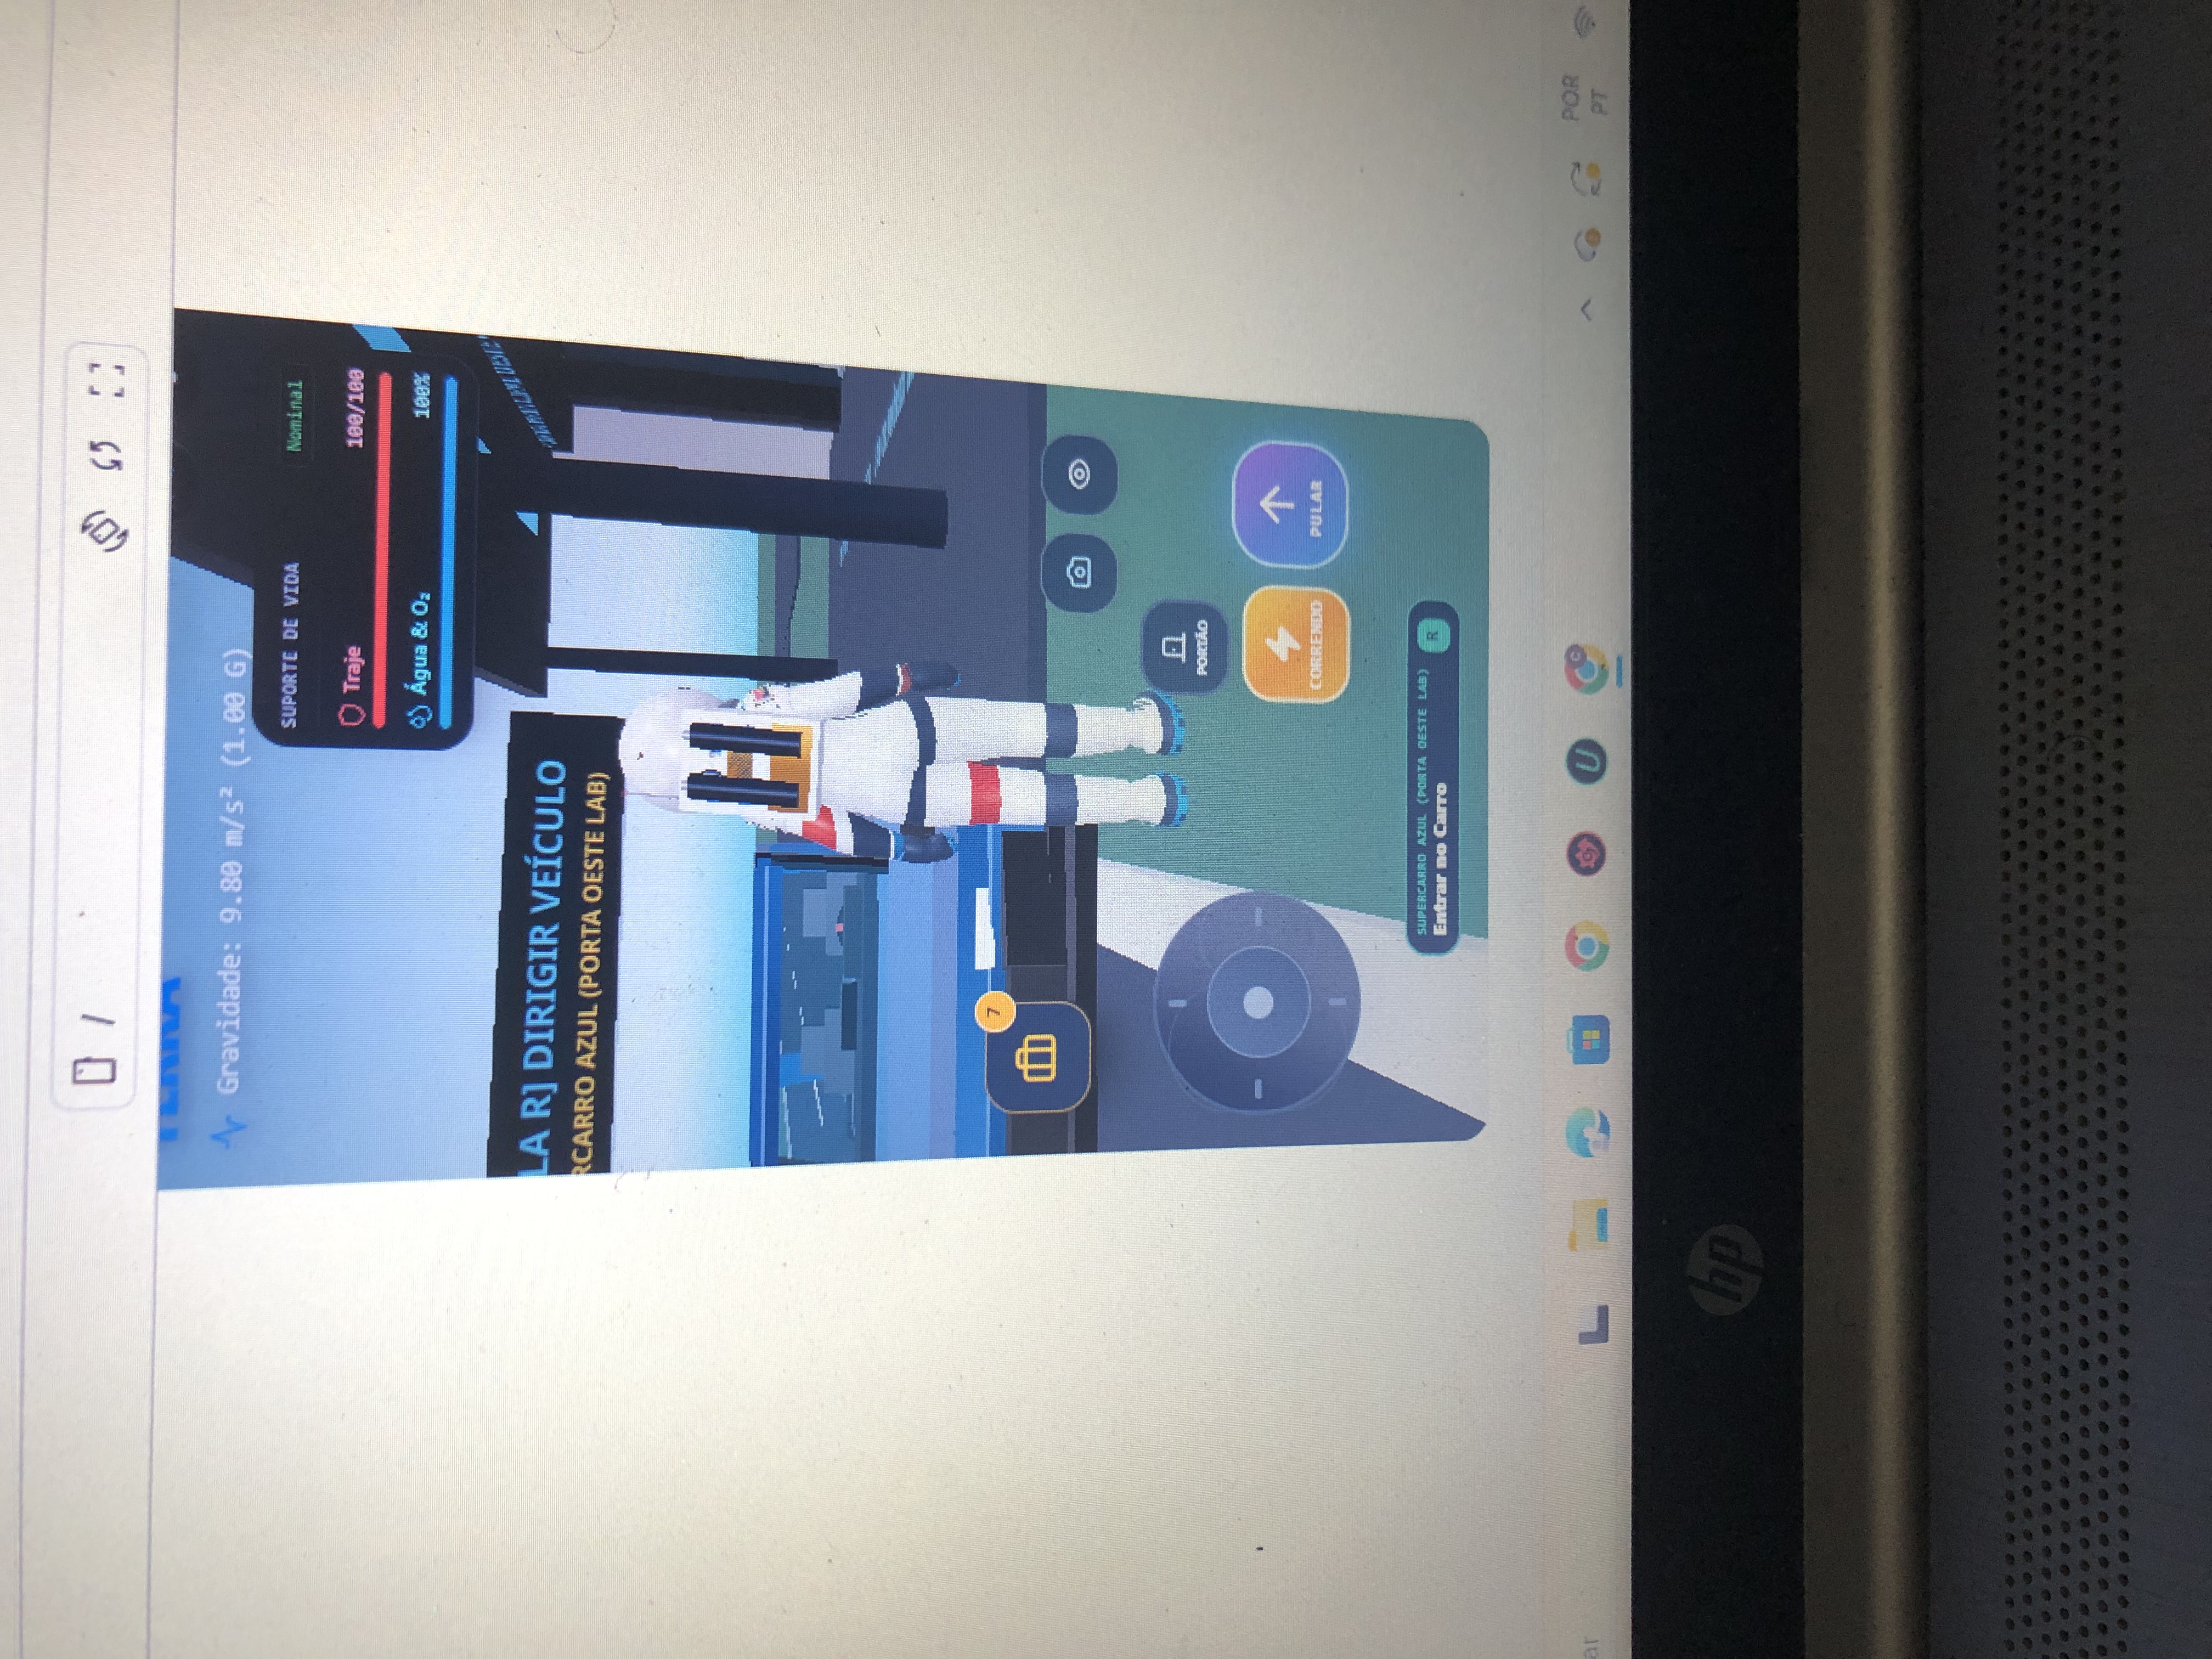 /
TERRA
Gravidade: 9.80 m/s² (1.00 G)
SUPORTE DE VIDA
Nominal
Traje
100/100
Água & O₂
100%
LA R] DIRIGIR VEÍCULO
RCARRO AZUL (PORTA OESTE LAB)
7
PORTÃO
CORRENDO
PULAR
SUPERCARRO AZUL (PORTA OESTE LAB)
Entrar no Carro
R
ar
POR
PT
hp